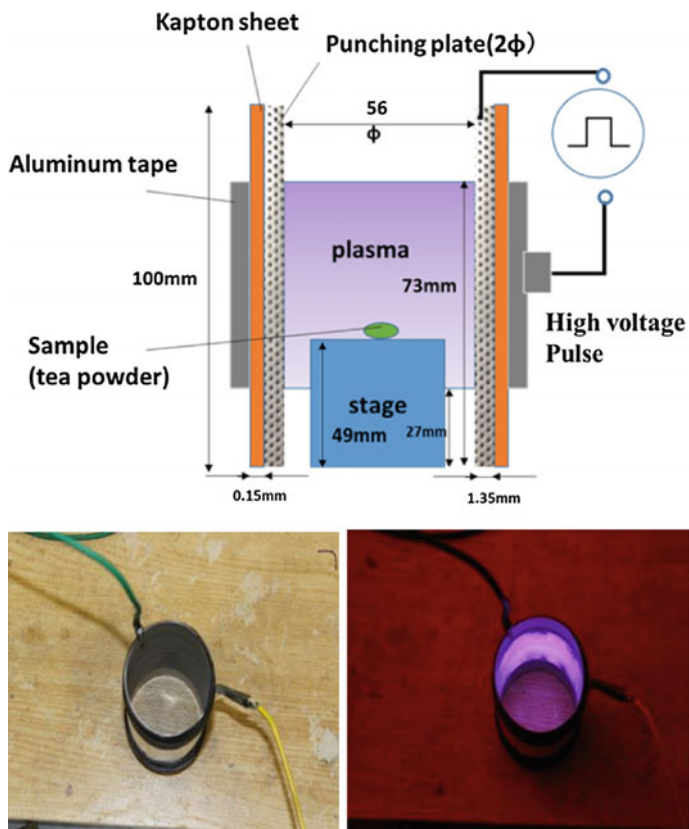 Kapton sheet
Punching plate(2ϕ)
56
ϕ
Aluminum tape
plasma
100mm
73mm
High voltage
Pulse
Sample
(tea powder)
stage
49mm
27mm
0.15mm
1.35mm